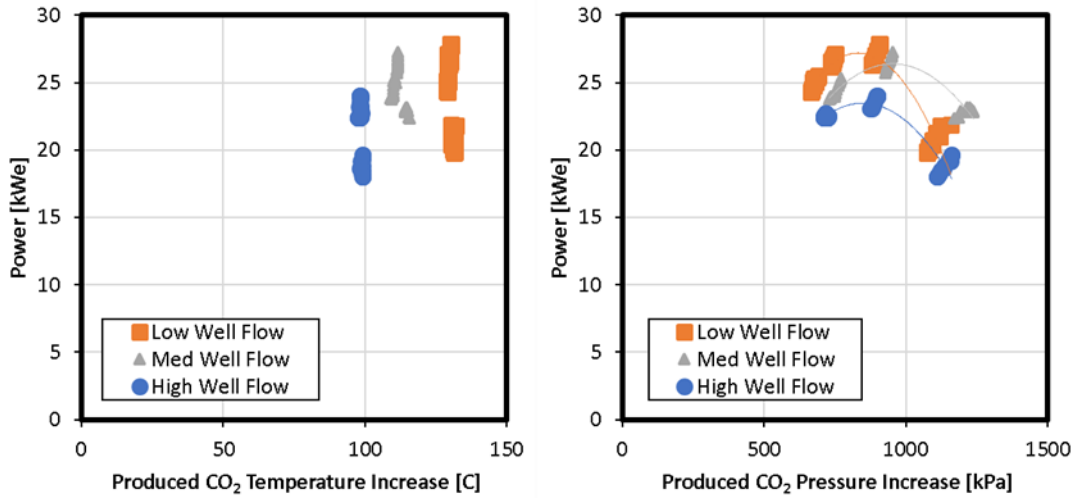 30
25
20
15
10
5
0
Power [kWe]
Low Well Flow
Med Well Flow
High Well Flow
0
50
100
150
Produced CO₂ Temperature Increase [C]
30
25
20
15
10
5
0
Power [kWe]
Low Well Flow
Med Well Flow
High Well Flow
0
500
1000
1500
Produced CO₂ Pressure Increase [kPa]